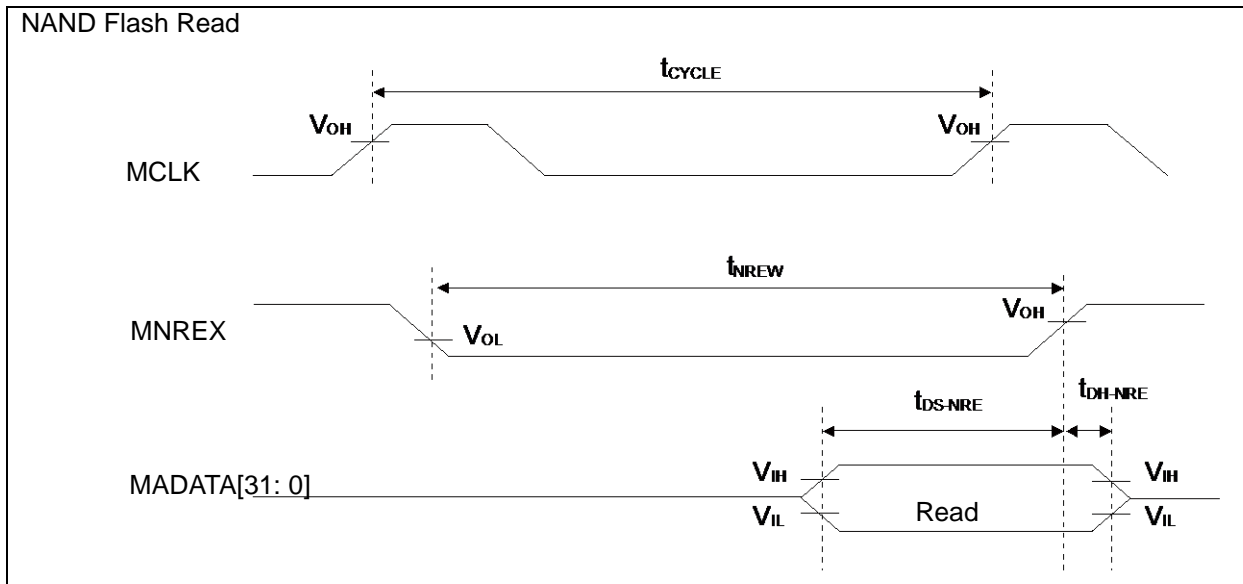 NAND Flash Read
tCYCLE
VOH
VOH
MCLK
tNREW
VOH
MNREX
VOL
tDS-NRE
tDH-NRE
VIH
VIH
MADATA[31: 0]
VIL
Read
VIL